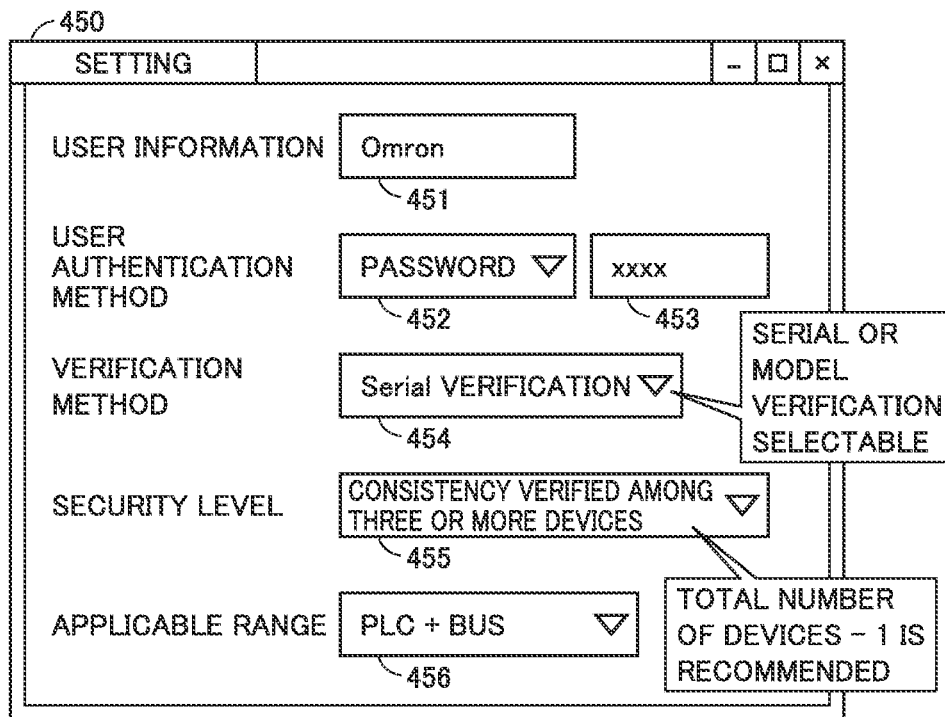 450
SETTING
USER INFORMATION
Omron
451
USER
AUTHENTICATION
METHOD
PASSWORD
452
xxxx
453
VERIFICATION
METHOD
Serial VERIFICATION
454
SERIAL OR
MODEL
VERIFICATION
SELECTABLE
SECURITY LEVEL
CONSISTENCY VERIFIED AMONG
THREE OR MORE DEVICES
455
TOTAL NUMBER
OF DEVICES – 1 IS
RECOMMENDED
APPLICABLE RANGE
PLC + BUS
456